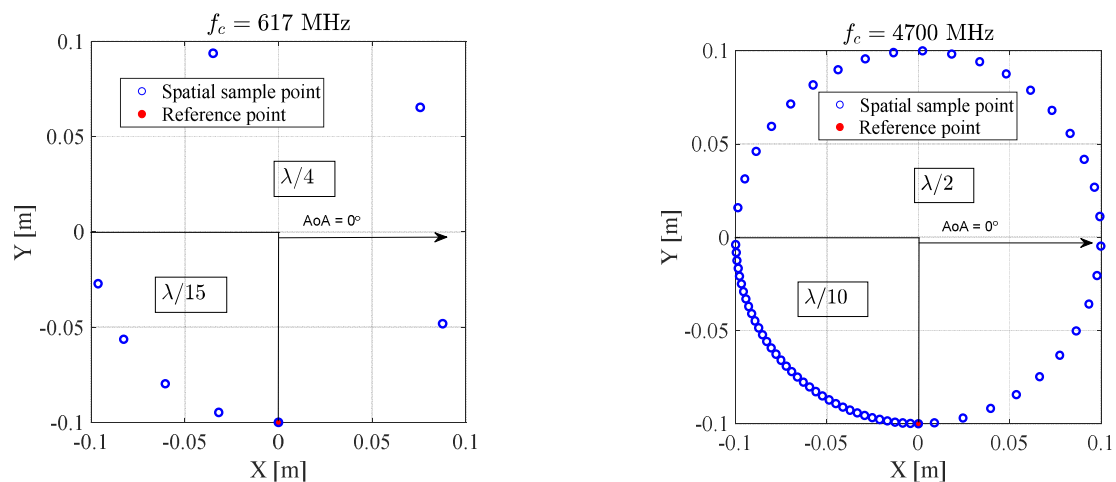 f_c = 617 MHz
0.1
Spatial sample point
Reference point
0.05
λ/4
AoA = 0°
0
Y [m]
λ/15
-0.05
-0.1
-0.1
-0.05
0
0.05
0.1
X [m]
f_c = 4700 MHz
0.1
Spatial sample point
Reference point
0.05
λ/2
AoA = 0°
0
Y [m]
λ/10
-0.05
-0.1
-0.1
-0.05
0
0.05
0.1
X [m]